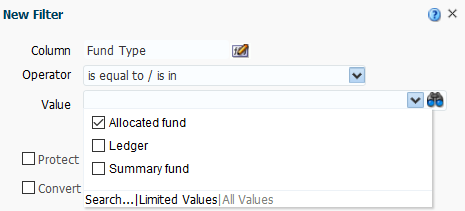 New Filter
Column Fund Type
Operator is equal to / is in
Value
Allocated fund
Ledger
Summary fund
Protect
Convert
Search...|Limited Values|All Values